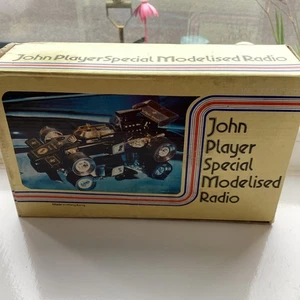 John Player Special Modelised Radio
John
Player
Special
Modelised
Radio